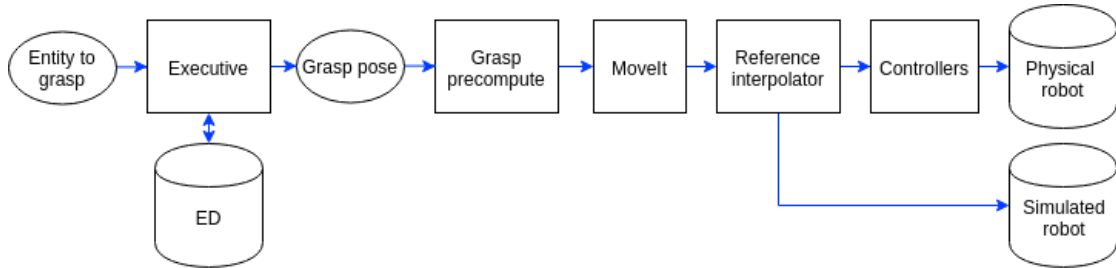 Entity to
grasp
Executive
Grasp pose
Grasp
precompute
MoveIt
Reference
interpolator
Controllers
Physical
robot
ED
Simulated
robot